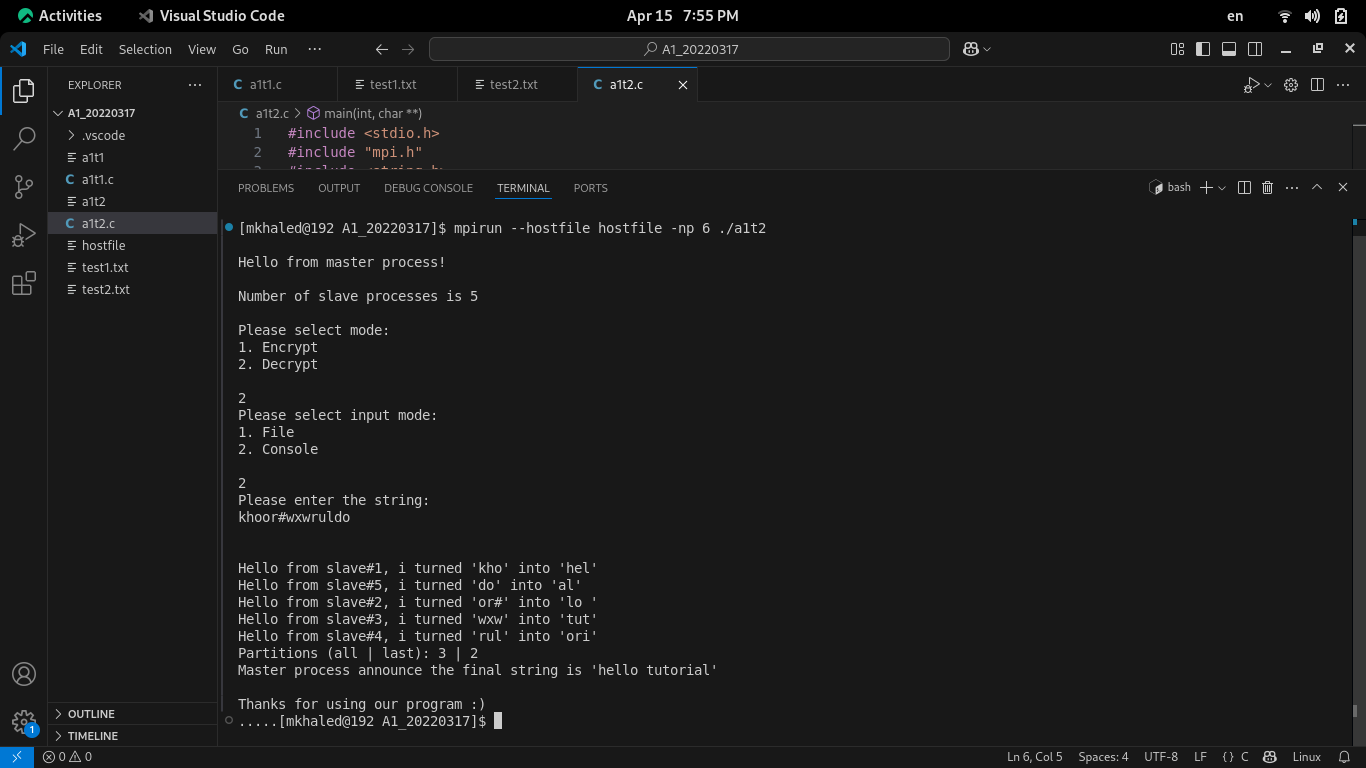 Activities Visual Studio Code Apr 15 7:55 PM en
File Edit Selection View Go Run ··· A1_20220317
EXPLORER ···
A1_20220317
.vscode
a1t1
a1t1.c
a1t2
a1t2.c
hostfile
test1.txt
test2.txt
OUTLINE
TIMELINE
a1t1.c test1.txt test2.txt a1t2.c
a1t2.c > main(int, char **)
1 #include <stdio.h>
2 #include "mpi.h"
3 #include <string.h>
PROBLEMS OUTPUT DEBUG CONSOLE TERMINAL PORTS bash
[mkhaled@192 A1_20220317]$ mpirun --hostfile hostfile -np 6 ./a1t2
Hello from master process!
Number of slave processes is 5
Please select mode:
1. Encrypt
2. Decrypt
2
Please select input mode:
1. File
2. Console
2
Please enter the string:
khoor#wxwruldo
Hello from slave#1, i turned 'kho' into 'hel'
Hello from slave#5, i turned 'do' into 'al'
Hello from slave#2, i turned 'or#' into 'lo '
Hello from slave#3, i turned 'wxw' into 'tut'
Hello from slave#4, i turned 'rul' into 'ori'
Partitions (all | last): 3 | 2
Master process announce the final string is 'hello tutorial'
Thanks for using our program :)
.....[mkhaled@192 A1_20220317]$
1
0 0 Ln 6, Col 5 Spaces: 4 UTF-8 LF { } C Linux